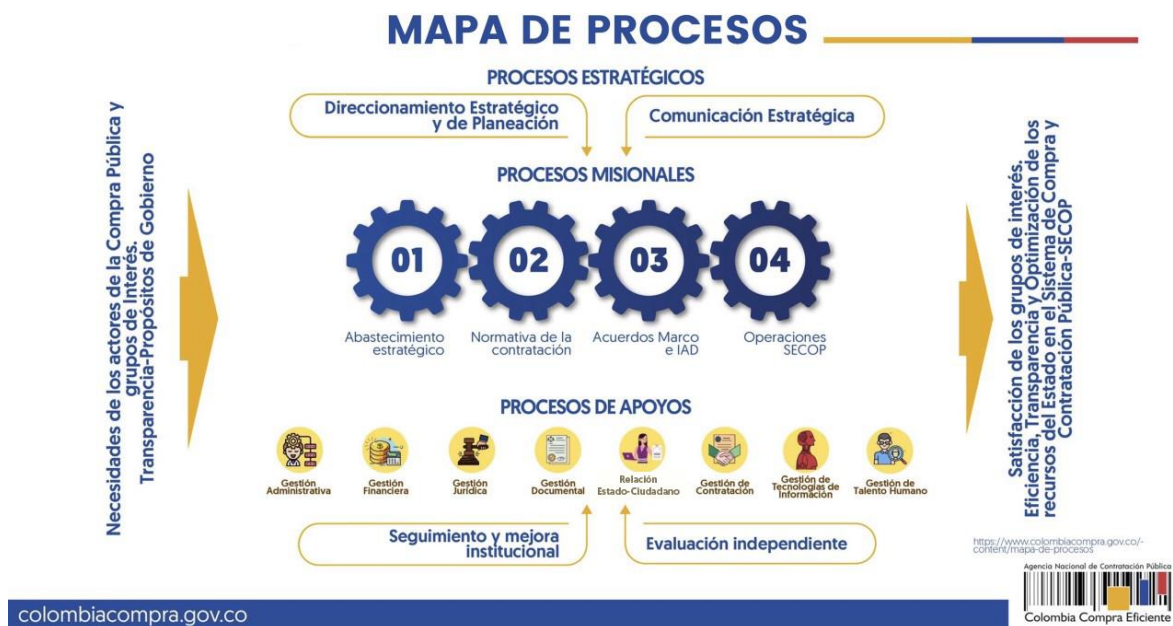 MAPA DE PROCESOS
PROCESOS ESTRATÉGICOS
Direccionamiento Estratégico
y de Planeación
Comunicación Estratégica
Necesidades de los actores de la Compra Pública y
grupos de Interés.
Transparencia-Propósitos de Gobierno
PROCESOS MISIONALES
01
02
03
04
Abastecimiento
estratégico
Normativa de la
contratación
Acuerdos Marco
e IAD
Operaciones
SECOP
PROCESOS DE APOYOS
Gestión
Administrativa
Gestión
Financiera
Gestión
Jurídica
Gestión
Documental
Relación
Estado-Ciudadano
Gestión de
Contratación
Gestión de
Tecnologías de
Información
Gestión de
Talento Humano
Seguimiento y mejora
institucional
Evaluación independiente
Satisfacción de los grupos de interés.
Eficiencia, Transparencia y Optimización de los
recursos del Estado en el Sistema de Compra y
Contratación Pública-SECOP
https://www.colombiacompra.gov.co/-
content/mapa-de-procesos
Agencia Nacional de Contratación Pública
Colombia Compra Eficiente
colombiacompra.gov.co